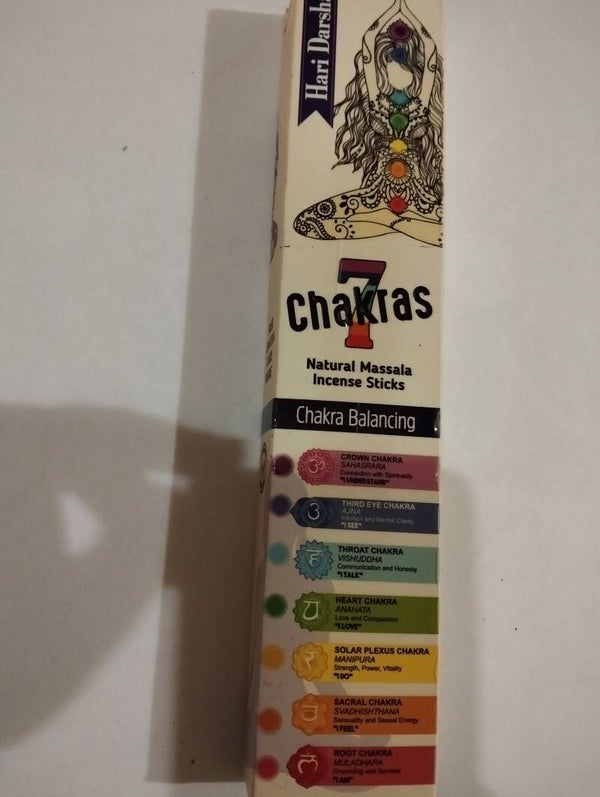 Hari Darsha
7
Chakras
Natural Massala
Incense Sticks
Chakra Balancing
ॐ
CROWN CHAKRA
SAHASRARA
Connection with Spirituality
"I UNDERSTAND"
THIRD EYE CHAKRA
AJNA
Intuition and Mental Clarity
"I SEE"
THROAT CHAKRA
VISHUDDHA
Communication and Honesty
"I TALK"
HEART CHAKRA
ANAHATA
Love and Compassion
"I LOVE"
SOLAR PLEXUS CHAKRA
MANIPURA
Strength, Power, Vitality
"I DO"
SACRAL CHAKRA
SVADHISHTHANA
Sensuality and Sexual Energy
"I FEEL"
ROOT CHAKRA
MULADHARA
Grounding and Survival
"I AM"